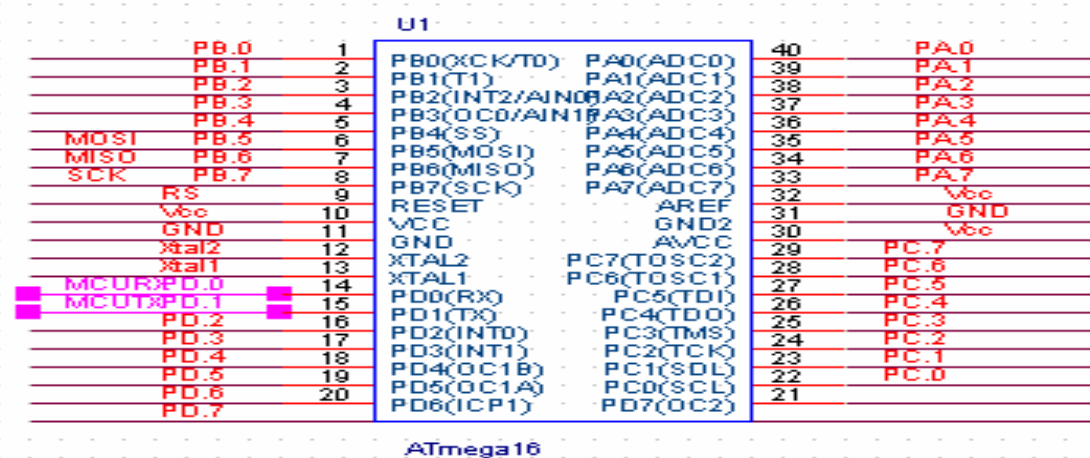 U1
PB.0 1 PB0(XCK/T0) PA0(ADC0) 40 PA.0
PB.1 2 PB1(T1) PA1(ADC1) 39 PA.1
PB.2 3 PB2(INT2/AIN0) PA2(ADC2) 38 PA.2
PB.3 4 PB3(OC0/AIN1) PA3(ADC3) 37 PA.3
PB.4 5 PB4(SS) PA4(ADC4) 36 PA.4
MOSI PB.5 6 PB5(MOSI) PA5(ADC5) 35 PA.5
MISO PB.6 7 PB6(MISO) PA6(ADC6) 34 PA.6
SCK PB.7 8 PB7(SCK) PA7(ADC7) 33 PA.7
RS 9 RESET AREF 32 Vcc
Vcc 10 VCC GND2 31 GND
GND 11 GND AVCC 30 Vcc
Xtal2 12 XTAL2 PC7(TOSC2) 29 PC.7
Xtal1 13 XTAL1 PC6(TOSC1) 28 PC.6
MCURX PD.0 14 PD0(RX) PC5(TDI) 27 PC.5
MCUTX PD.1 15 PD1(TX) PC4(TDO) 26 PC.4
PD.2 16 PD2(INT0) PC3(TMS) 25 PC.3
PD.3 17 PD3(INT1) PC2(TCK) 24 PC.2
PD.4 18 PD4(OC1B) PC1(SDL) 23 PC.1
PD.5 19 PD5(OC1A) PC0(SCL) 22 PC.0
PD.6 20 PD6(ICP1) PD7(OC2) 21
PD.7
ATmega16